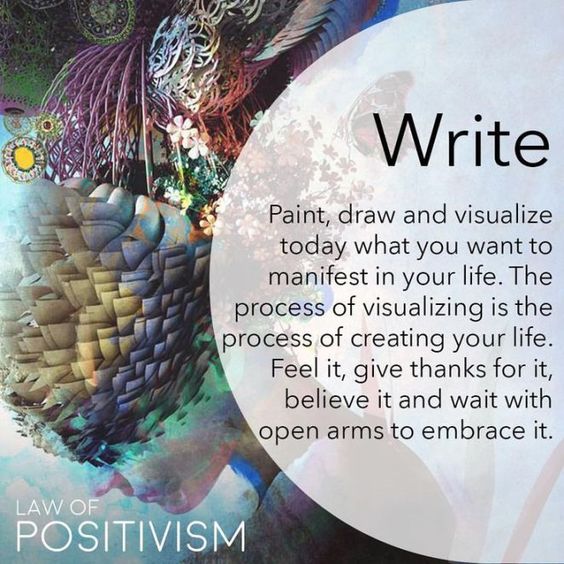 Write
Paint, draw and visualize
today what you want to
manifest in your life. The
process of visualizing is the
process of creating your life.
Feel it, give thanks for it,
believe it and wait with
open arms to embrace it.
LAW OF
POSITIVISM